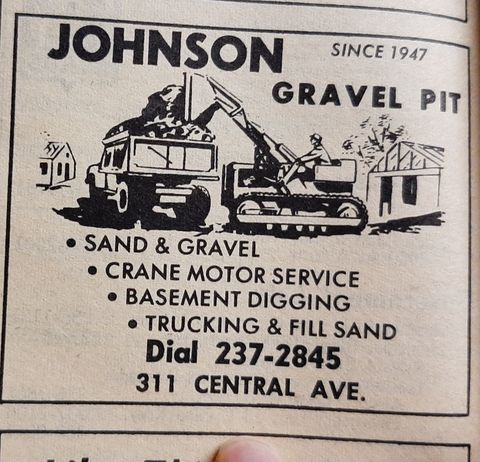 JOHNSON
SINCE 1947
GRAVEL PIT
• SAND & GRAVEL
• CRANE MOTOR SERVICE
• BASEMENT DIGGING
• TRUCKING & FILL SAND
Dial 237-2845
311 CENTRAL AVE.